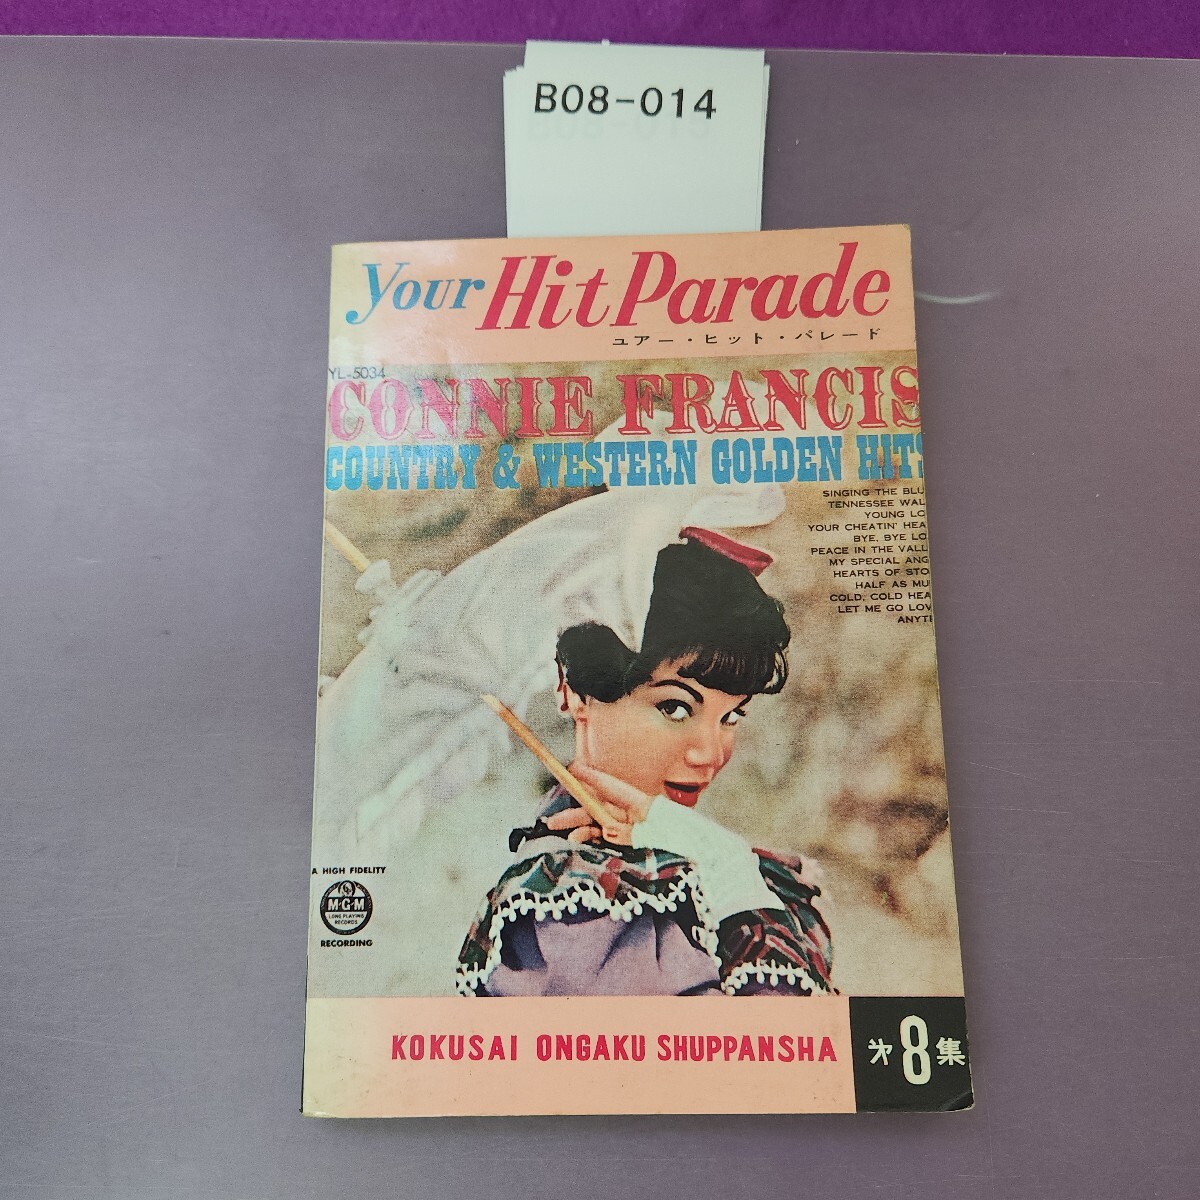 B08-014
Your Hit Parade
ユアー・ヒット・パレード
YL-5034
CONNIE FRANCIS
COUNTRY & WESTERN GOLDEN HITS
SINGING THE BLU
TENNESSEE WAL
YOUNG LO
YOUR CHEATIN' HEA
BYE, BYE LO
PEACE IN THE VALL
MY SPECIAL ANG
HEARTS OF STO
HALF AS MU
COLD, COLD HEA
LET ME GO LOV
ANYTI
A HIGH FIDELITY
M-G-M
LONG PLAYING
RECORDS
RECORDING
KOKUSAI ONGAKU SHUPPANSHA
第8集